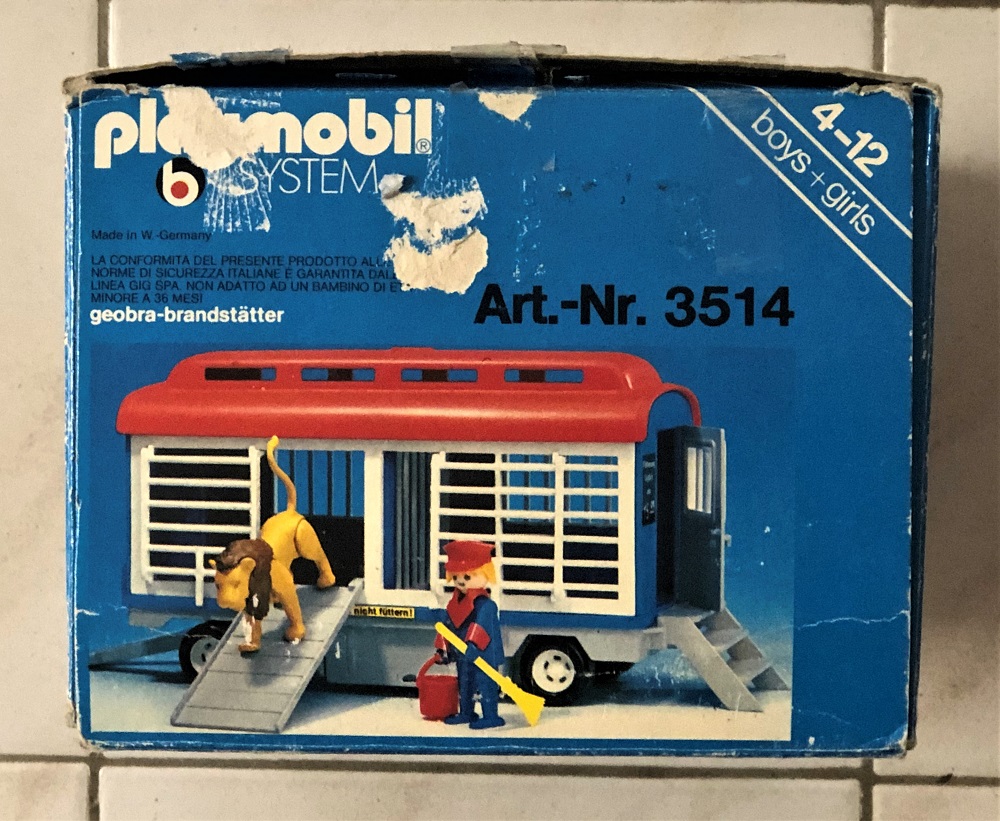 playmobil®
SYSTEM
b
4-12
boys + girls
Made in W.-Germany
LA CONFORMITÀ DEL PRESENTE PRODOTTO
NORME DI SICUREZZA ITALIANE È GARANTITA
LINEA GIG SPA. NON ADATTO AD UN BAMBINO DI
MINORE A 36 MESI
geobra-brandstätter
Art.-Nr. 3514
nicht füttern!